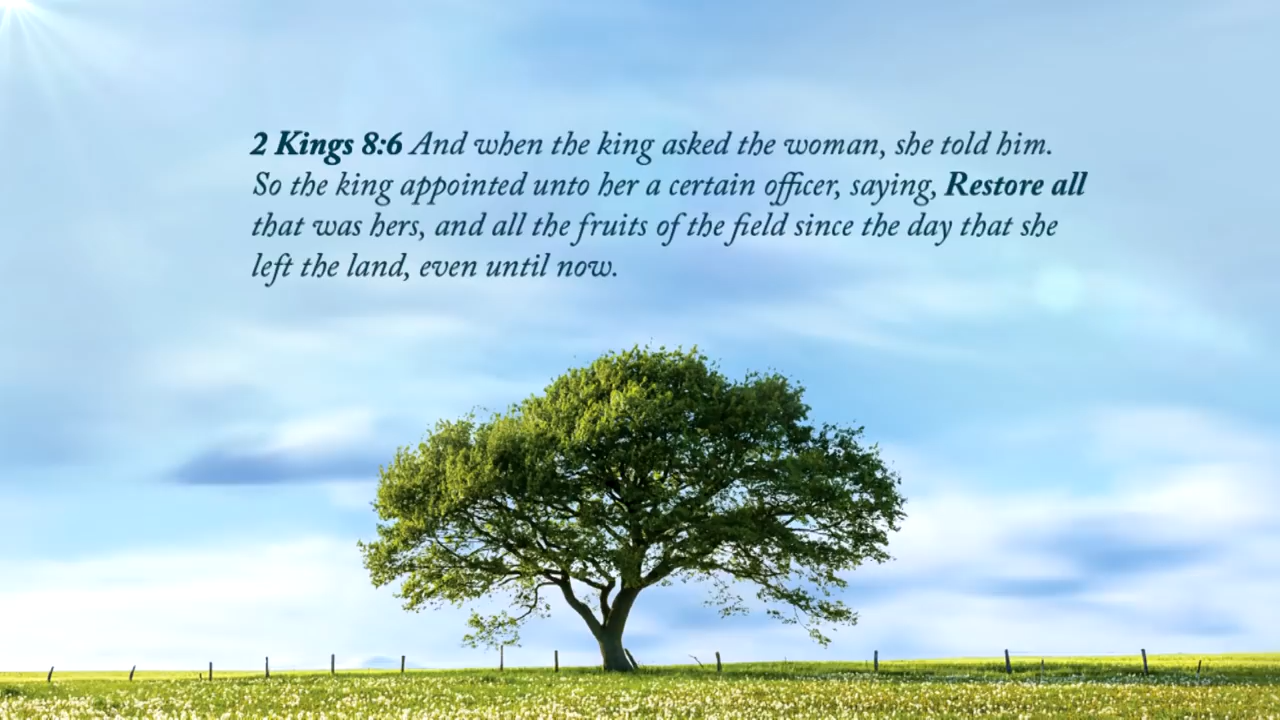 2 Kings 8:6 And when the king asked the woman, she told him.
So the king appointed unto her a certain officer, saying, Restore all
that was hers, and all the fruits of the field since the day that she
left the land, even until now.